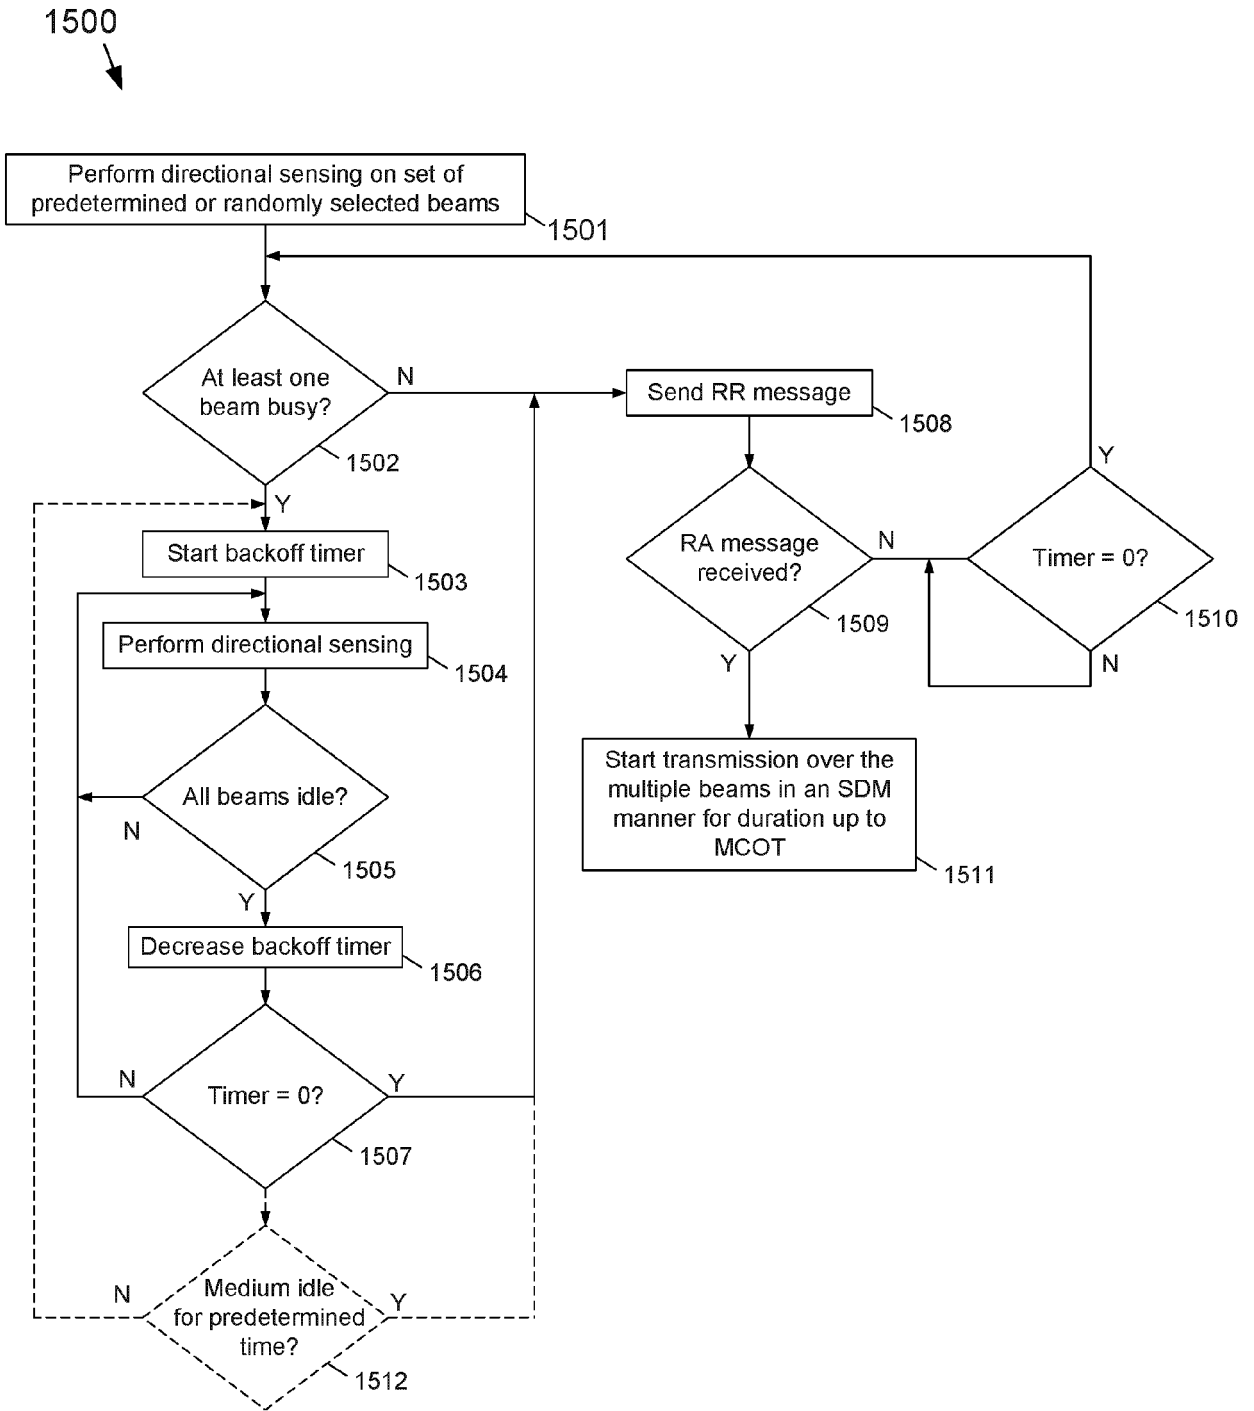 1500
Perform directional sensing on set of
predetermined or randomly selected beams
1501
At least one
beam busy?
N
1502
Y
Start backoff timer
1503
Perform directional sensing
1504
All beams idle?
N
1505
Y
Decrease backoff timer
1506
Timer = 0?
N
Y
1507
Medium idle
for predetermined
time?
N
Y
1512
Send RR message
1508
RA message
received?
N
1509
Y
Timer = 0?
Y
1510
N
Start transmission over the
multiple beams in an SDM
manner for duration up to
MCOT
1511